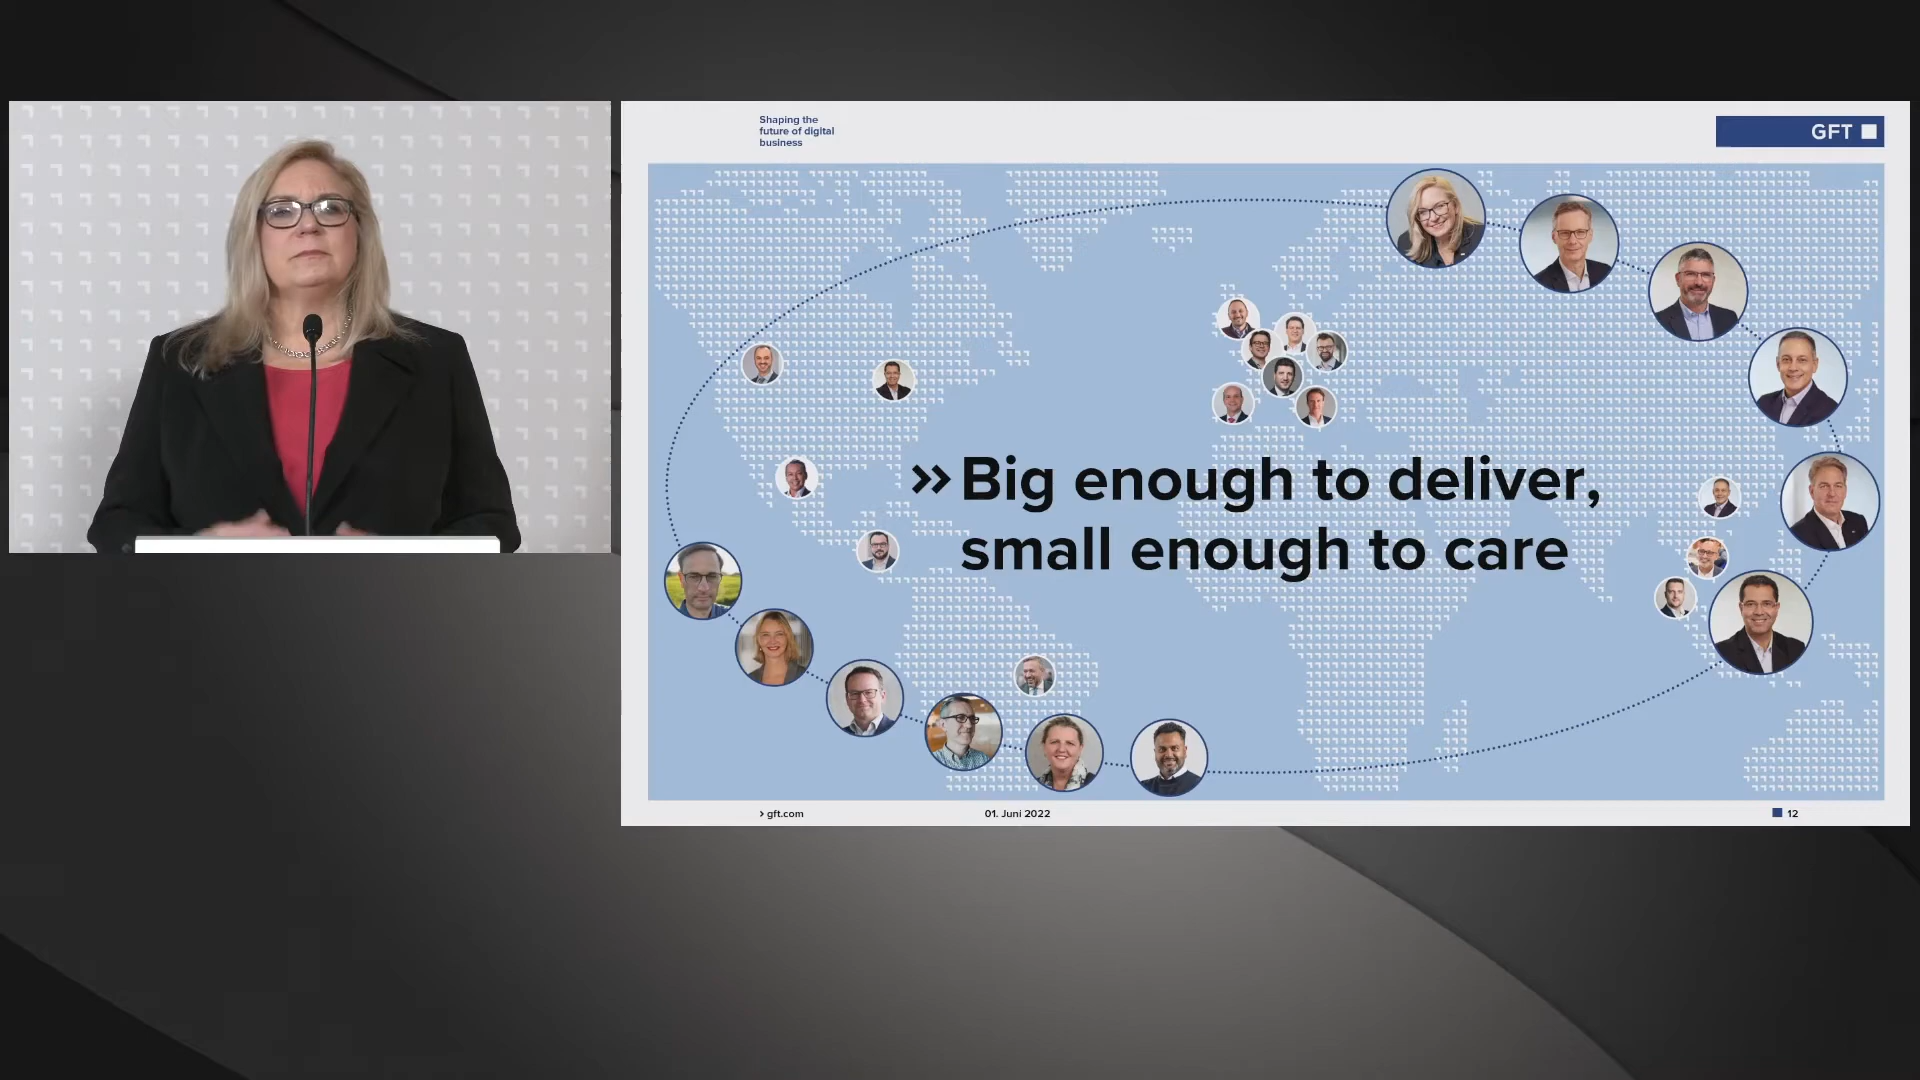 Shaping the
future of digital
business
GFT
»Big enough to deliver,
small enough to care
› gft.com
01. Juni 2022
12